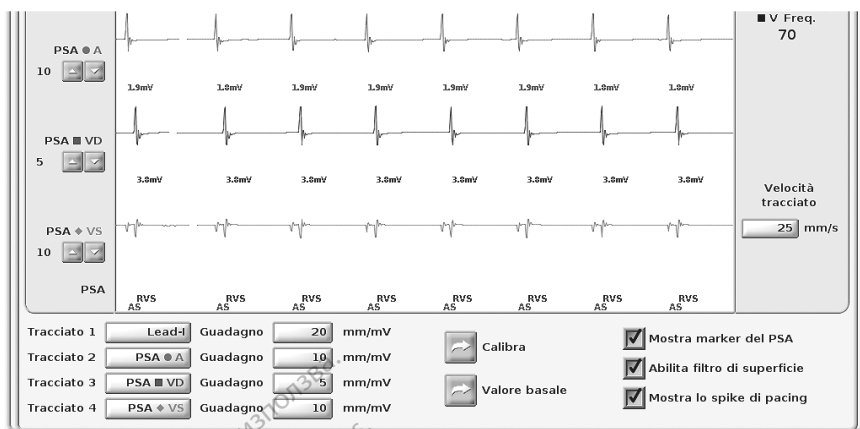 ■ V Freq.
70
PSA ● A
10
1.9mV 1.8mV 1.9mV 1.9mV 1.9mV 1.9mV 1.8mV 1.8mV
PSA ■ VD
5
3.8mV 3.8mV 3.8mV 3.8mV 3.8mV 3.8mV 3.8mV 3.8mV
PSA ◆ VS
10
Velocità
tracciato
25 mm/s
PSA
RVS RVS RVS RVS RVS RVS RVS RVS
AS AS AS AS AS AS AS AS
Tracciato 1 Lead-I Guadagno 20 mm/mV
Tracciato 2 PSA ● A Guadagno 10 mm/mV
Tracciato 3 PSA ■ VD Guadagno 5 mm/mV
Tracciato 4 PSA ◆ VS Guadagno 10 mm/mV
Calibra
Valore basale
Mostra marker del PSA
Abilita filtro di superficie
Mostra lo spike di pacing